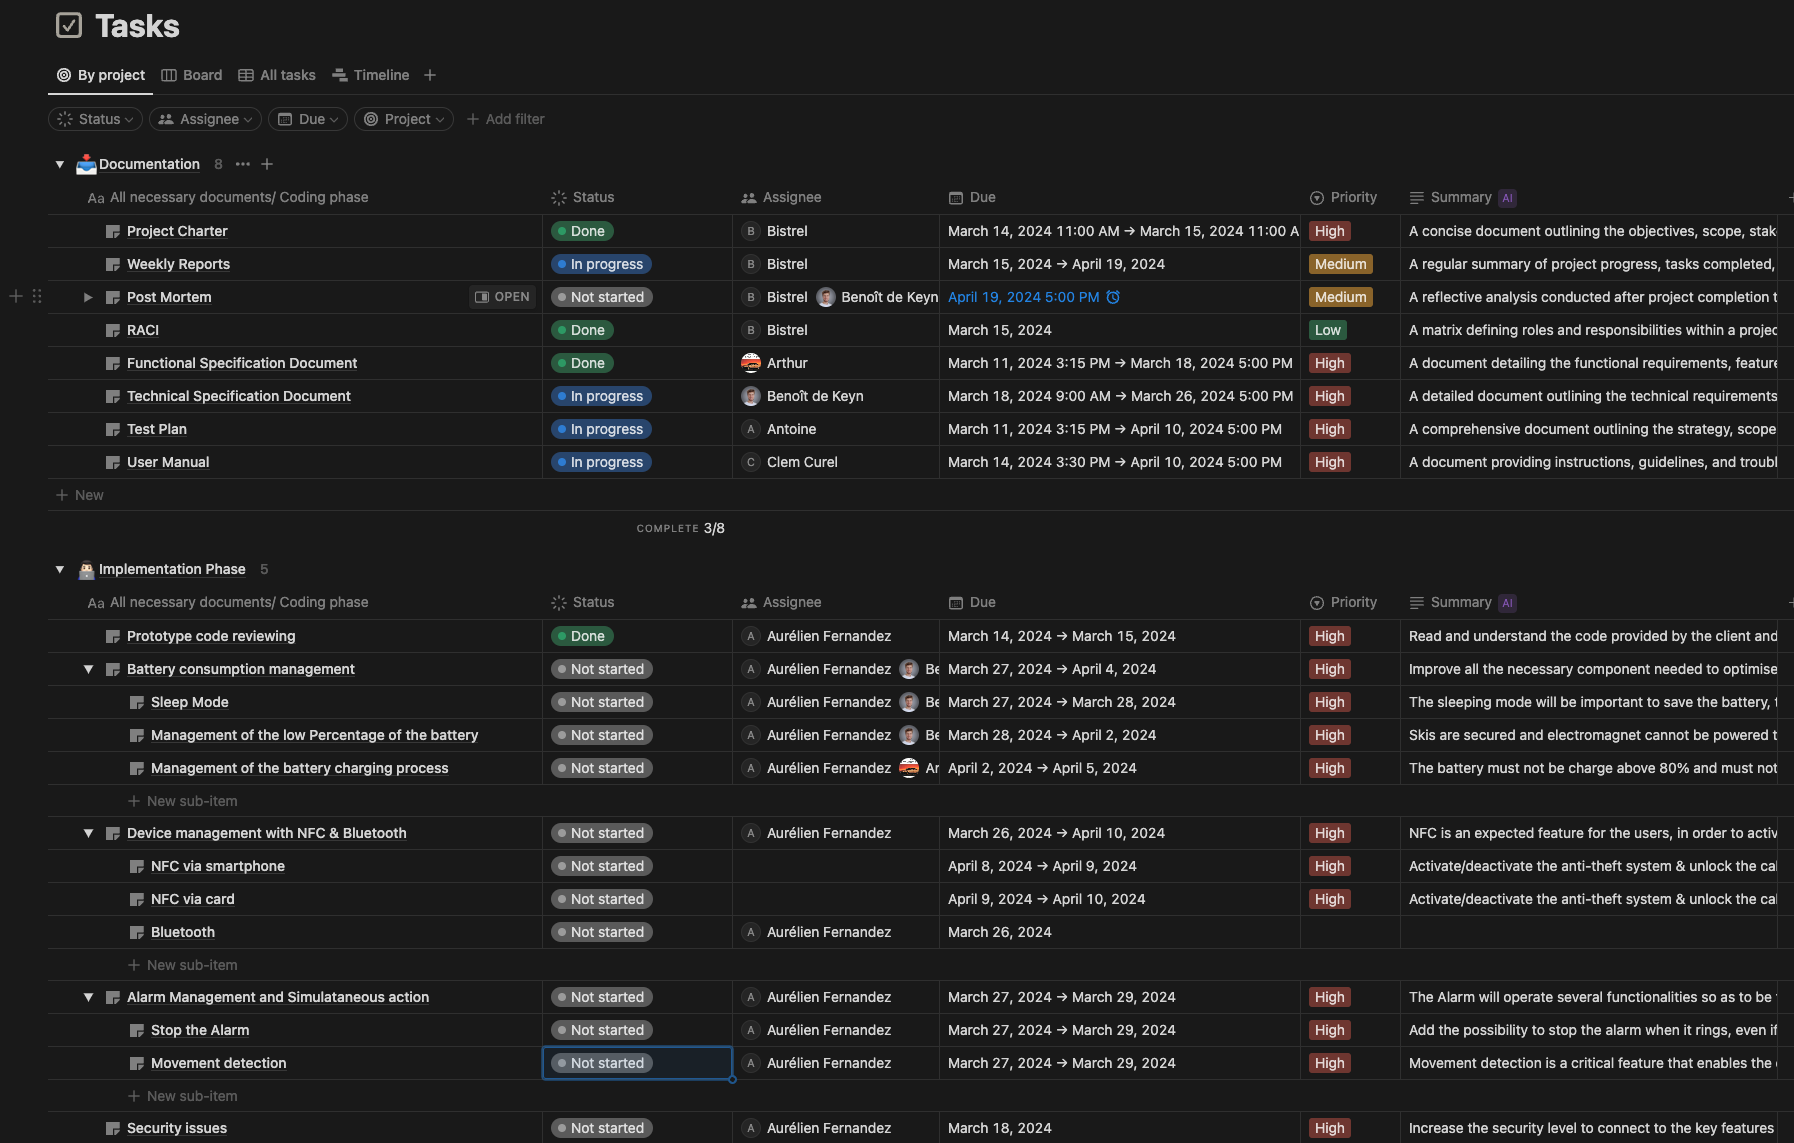 Tasks
By project Board All tasks Timeline
Status Assignee Due Project Add filter
Documentation 8
Aa All necessary documents/ Coding phase Status Assignee Due Priority Summary AI
Project Charter Done B Bistrel March 14, 2024 11:00 AM → March 15, 2024 11:00 A High A concise document outlining the objectives, scope, stak
Weekly Reports In progress B Bistrel March 15, 2024 → April 19, 2024 Medium A regular summary of project progress, tasks completed,
Post Mortem OPEN Not started B Bistrel Benoît de Keyn April 19, 2024 5:00 PM Medium A reflective analysis conducted after project completion t
RACI Done B Bistrel March 15, 2024 Low A matrix defining roles and responsibilities within a projec
Functional Specification Document Done Arthur March 11, 2024 3:15 PM → March 18, 2024 5:00 PM High A document detailing the functional requirements, feature
Technical Specification Document In progress Benoît de Keyn March 18, 2024 9:00 AM → March 26, 2024 5:00 PM High A detailed document outlining the technical requirements
Test Plan In progress A Antoine March 11, 2024 3:15 PM → April 10, 2024 5:00 PM High A comprehensive document outlining the strategy, scope
User Manual In progress C Clem Curel March 14, 2024 3:30 PM → April 10, 2024 5:00 PM High A document providing instructions, guidelines, and troubl
New
COMPLETE 3/8
Implementation Phase 5
Aa All necessary documents/ Coding phase Status Assignee Due Priority Summary AI
Prototype code reviewing Done A Aurélien Fernandez March 14, 2024 → March 15, 2024 High Read and understand the code provided by the client and
Battery consumption management Not started A Aurélien Fernandez Be March 27, 2024 → April 4, 2024 High Improve all the necessary component needed to optimise
Sleep Mode Not started A Aurélien Fernandez Be March 27, 2024 → March 28, 2024 High The sleeping mode will be important to save the battery,
Management of the low Percentage of the battery Not started A Aurélien Fernandez Be March 28, 2024 → April 2, 2024 High Skis are secured and electromagnet cannot be powered t
Management of the battery charging process Not started A Aurélien Fernandez Ar April 2, 2024 → April 5, 2024 High The battery must not be charge above 80% and must not
New sub-item
Device management with NFC & Bluetooth Not started A Aurélien Fernandez March 26, 2024 → April 10, 2024 High NFC is an expected feature for the users, in order to activ
NFC via smartphone Not started April 8, 2024 → April 9, 2024 High Activate/deactivate the anti-theft system & unlock the cal
NFC via card Not started April 9, 2024 → April 10, 2024 High Activate/deactivate the anti-theft system & unlock the cal
Bluetooth Not started A Aurélien Fernandez March 26, 2024
New sub-item
Alarm Management and Simulataneous action Not started A Aurélien Fernandez March 27, 2024 → March 29, 2024 High The Alarm will operate several functionalities so as to be
Stop the Alarm Not started A Aurélien Fernandez March 27, 2024 → March 29, 2024 High Add the possibility to stop the alarm when it rings, even if
Movement detection Not started A Aurélien Fernandez March 27, 2024 → March 29, 2024 High Movement detection is a critical feature that enables the
New sub-item
Security issues Not started A Aurélien Fernandez March 18, 2024 High Increase the security level to connect to the key features